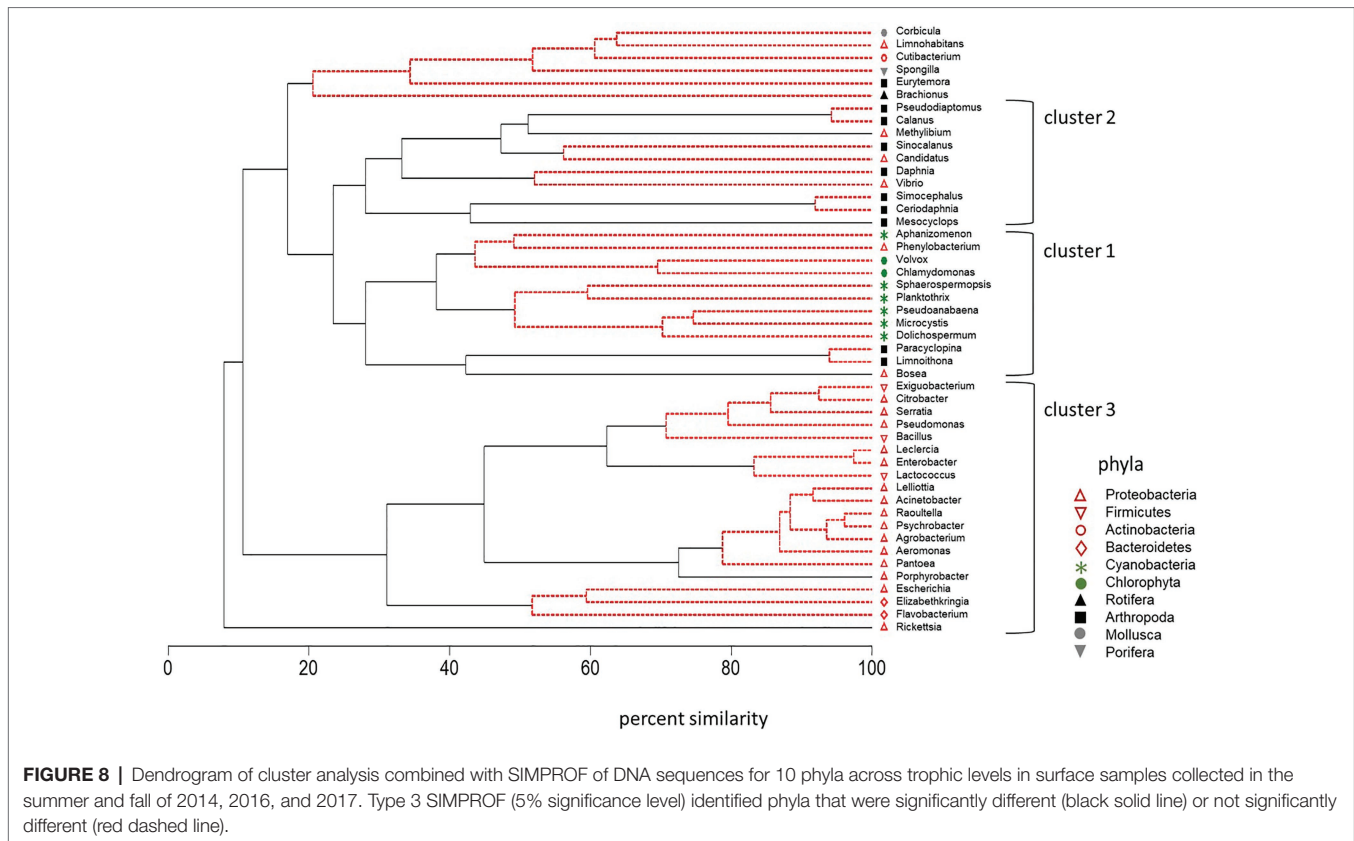 Corbicula
Limnohabitans
Cutibacterium
Spongilla
Eurytemora
Brachionus
Pseudodiaptomus
Calanus
Methylibium
Sinocalanus
Candidatus
Daphnia
Vibrio
Simocephalus
Ceriodaphnia
Mesocyclops
Aphanizomenon
Phenylobacterium
Volvox
Chlamydomonas
Sphaerospermopsis
Planktothrix
Pseudoanabaena
Microcystis
Dolichospermum
Paracyclopina
Limnoithona
Bosea
Exiguobacterium
Citrobacter
Serratia
Pseudomonas
Bacillus
Leclercia
Enterobacter
Lactococcus
Lelliottia
Acinetobacter
Raoultella
Psychrobacter
Agrobacterium
Aeromonas
Pantoea
Porphyrobacter
Escherichia
Elizabethkringia
Flavobacterium
Rickettsia
cluster 2
cluster 1
cluster 3
phyla
Proteobacteria
Firmicutes
Actinobacteria
Bacteroidetes
Cyanobacteria
Chlorophyta
Rotifera
Arthropoda
Mollusca
Porifera
0 20 40 60 80 100
percent similarity
FIGURE 8 | Dendrogram of cluster analysis combined with SIMPROF of DNA sequences for 10 phyla across trophic levels in surface samples collected in the
summer and fall of 2014, 2016, and 2017. Type 3 SIMPROF (5% significance level) identified phyla that were significantly different (black solid line) or not significantly
different (red dashed line).